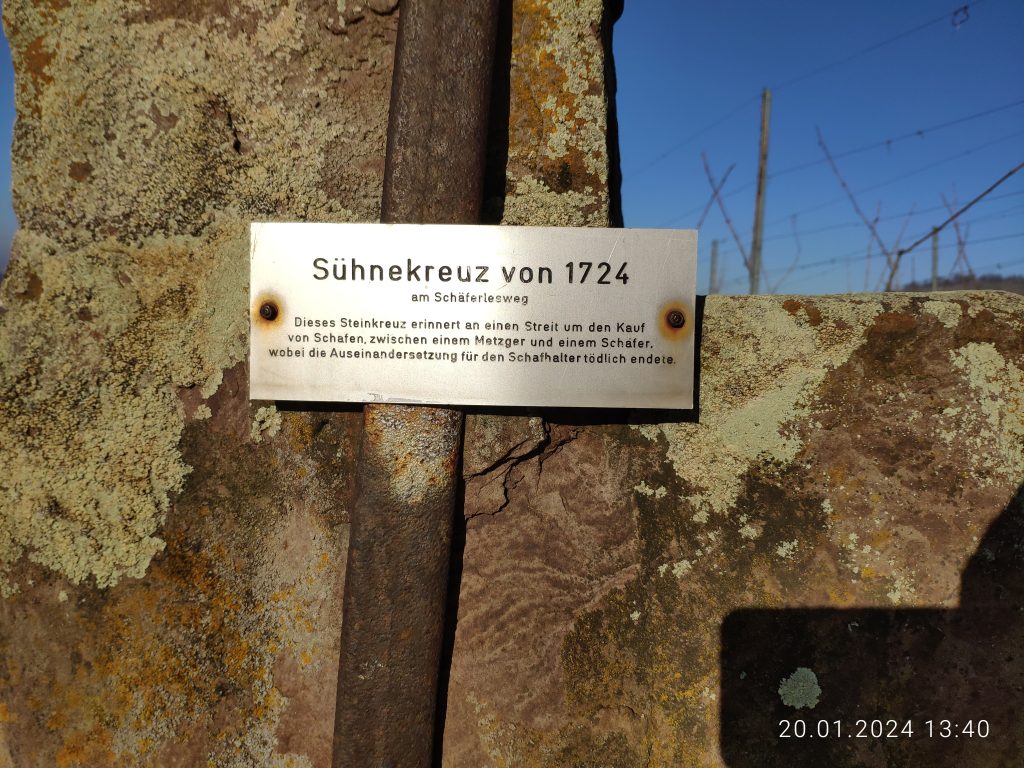 Sühnekreuz von 1724
am Schäferlesweg
Dieses Steinkreuz erinnert an einen Streit um den Kauf
von Schafen, zwischen einem Metzger und einem Schäfer,
wobei die Auseinandersetzung für den Schafhalter tödlich endete.
20.01.2024 13:40